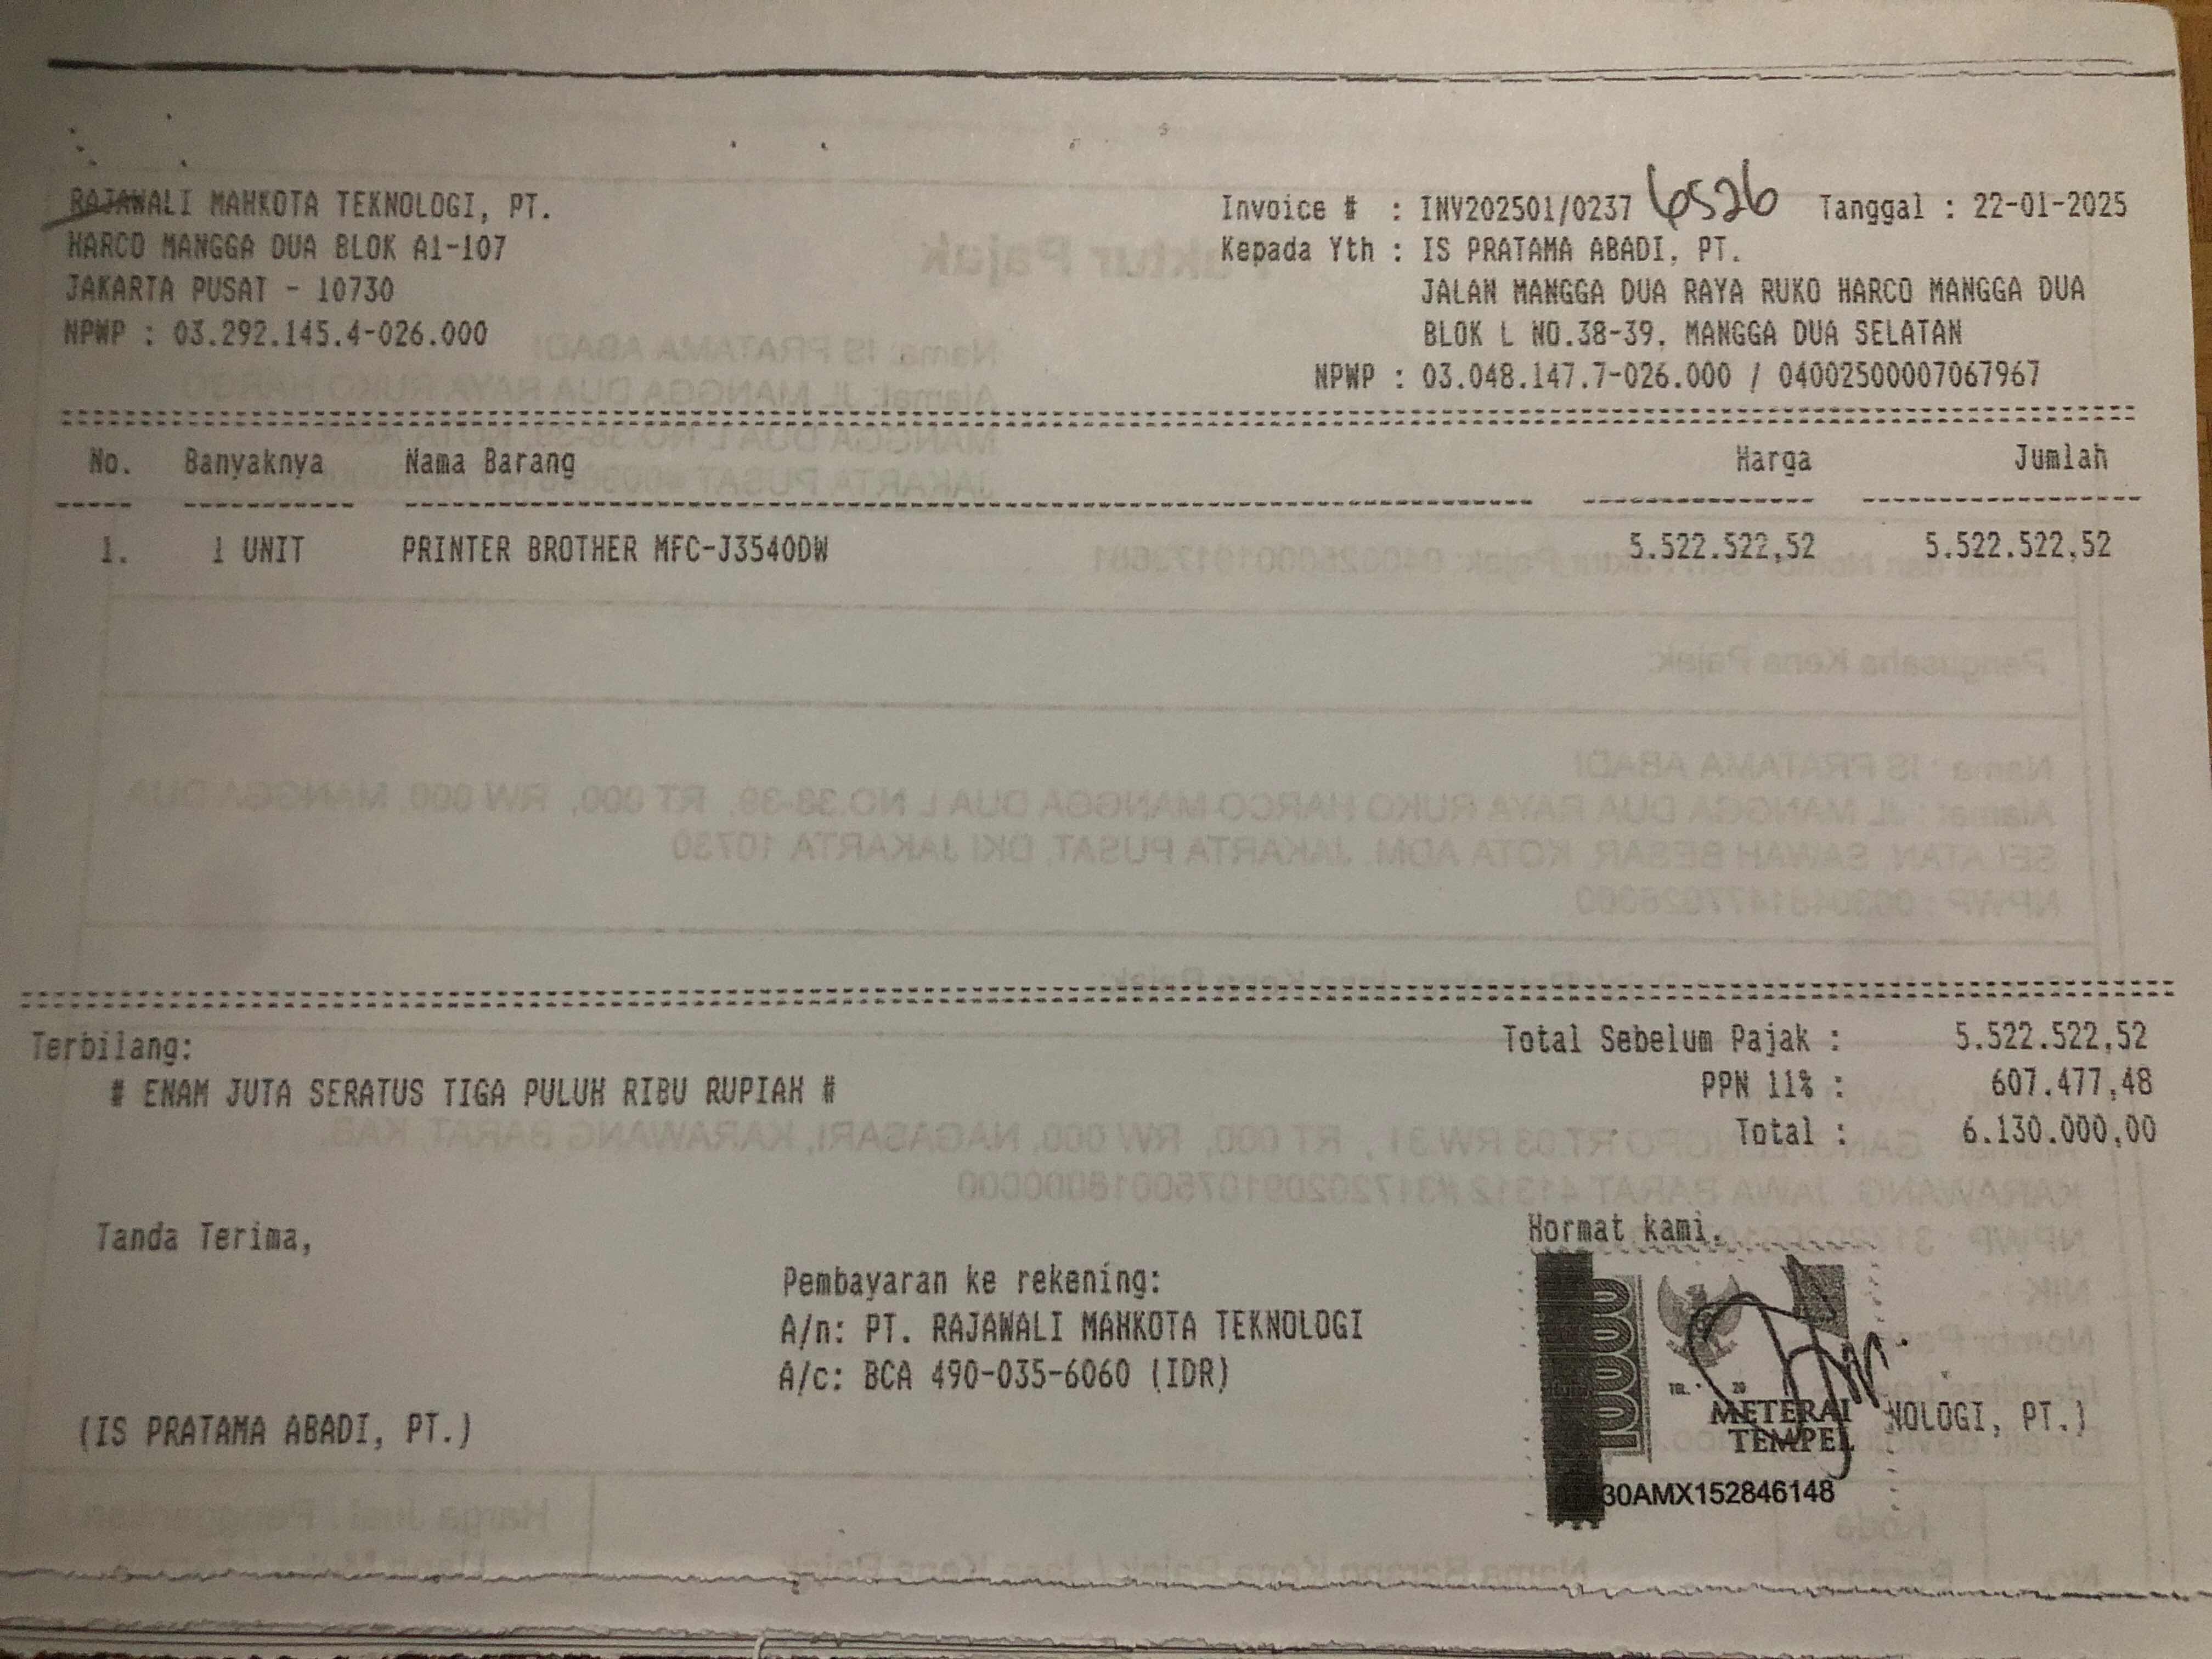 RAJAWALI MAHKOTA TEKNOLOGI, PT.
HARCO MANGGA DUA BLOK A1-107
JAKARTA PUSAT - 10730
NPWP : 03.292.145.4-026.000
Invoice # : INV202501/0237 6526 Tanggal : 22-01-2025
Kepada Yth : IS PRATAMA ABADI, PT.
JALAN MANGGA DUA RAYA RUKO HARCO MANGGA DUA
BLOK L NO.38-39, MANGGA DUA SELATAN
NPWP : 03.048.147.7-026.000 / 04002500007067967
No. Banyaknya Nama Barang Harga Jumlah
1. 1 UNIT PRINTER BROTHER MFC-J3540DW 5.522.522,52 5.522.522,52
Terbilang:
# ENAM JUTA SERATUS TIGA PULUH RIBU RUPIAH #
Total Sebelum Pajak : 5.522.522,52
PPN 11% : 607.477,48
Total : 6.130.000,00
Tanda Terima,
(IS PRATAMA ABADI, PT.)
Pembayaran ke rekening:
A/n: PT. RAJAWALI MAHKOTA TEKNOLOGI
A/c: BCA 490-035-6060 (IDR)
Hormat kami,
10000
TGL. 20
METERAI
TEMPEL
NOLOGI, PT.)
30AMX152846148